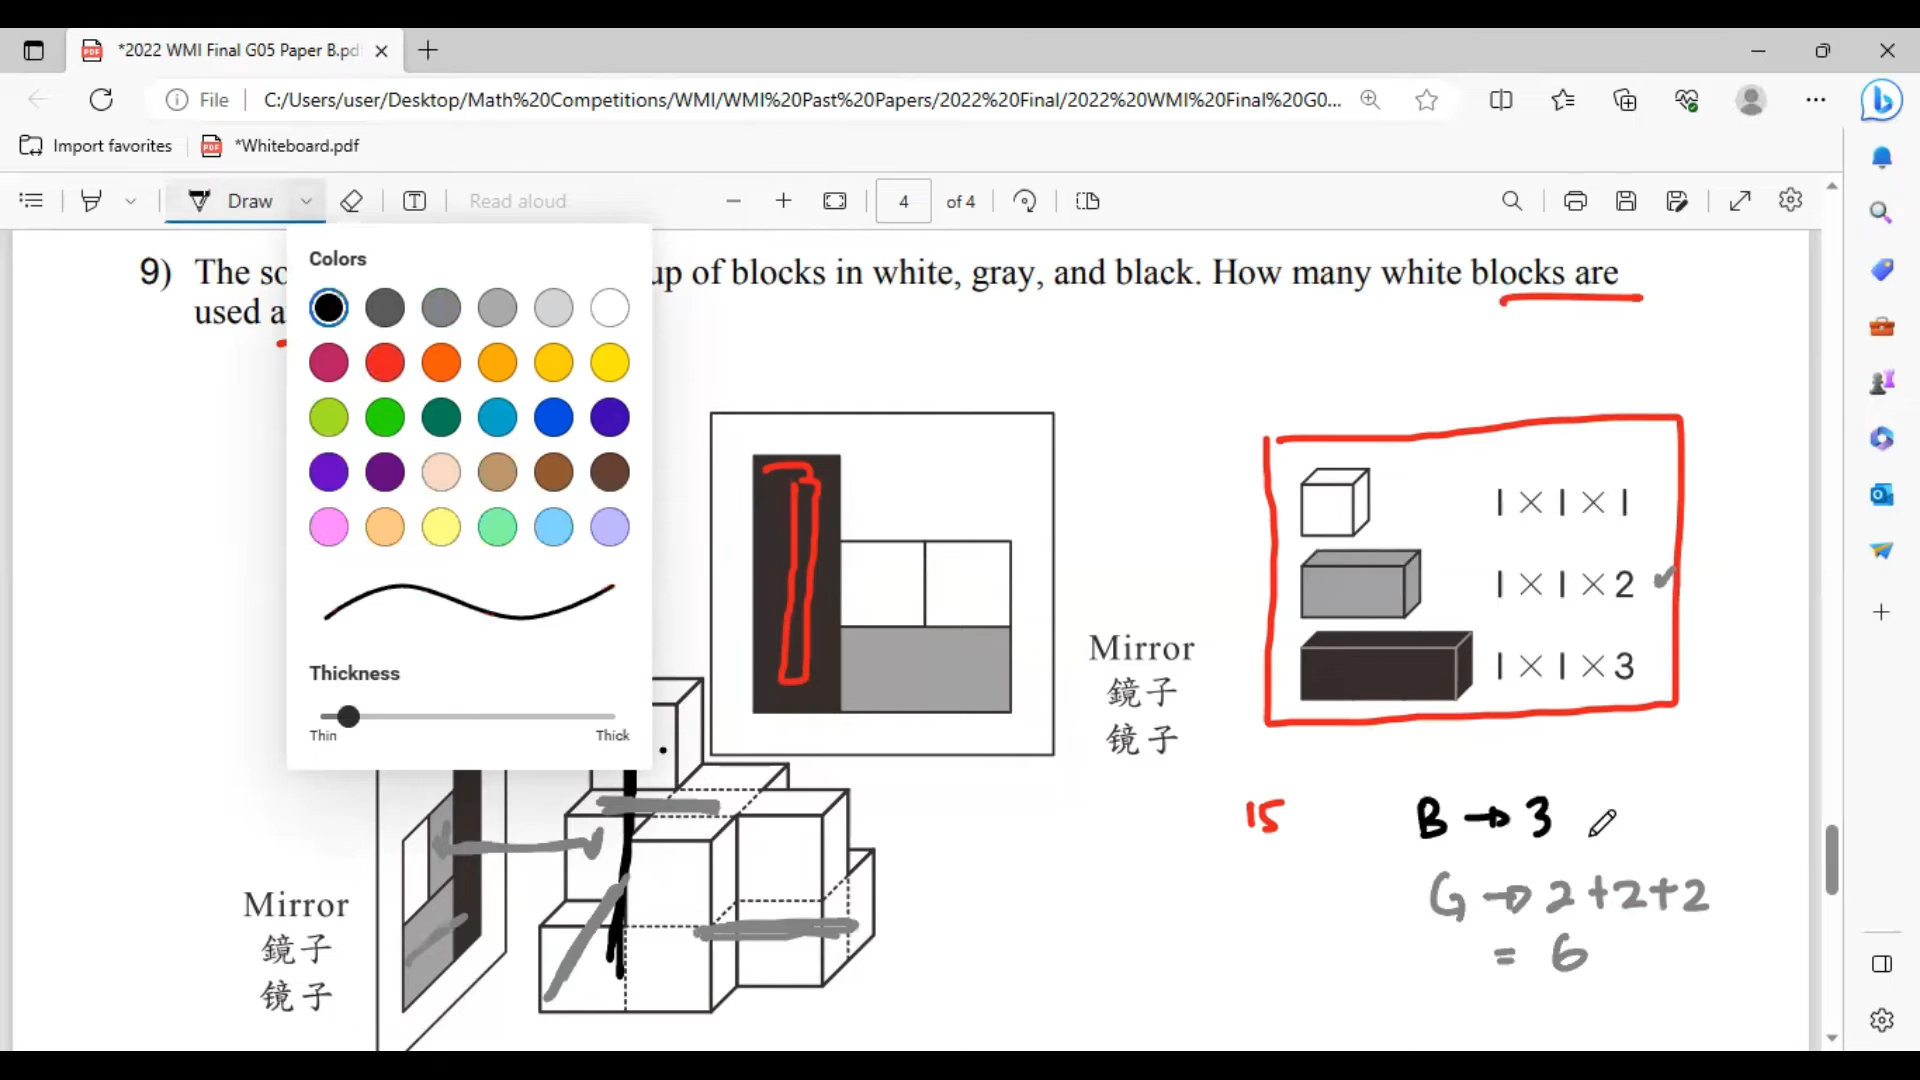 *2022 WMI Final G05 Paper B.pd
File
C:/Users/user/Desktop/Math%20Competitions/WMI/WMI%20Past%20Papers/2022%20Final/2022%20WMI%20Final%20G0...
Import favorites
*Whiteboard.pdf
Draw
Read aloud
4 of 4
9) The so up of blocks in white, gray, and black. How many white blocks are
used a
Colors
Thickness
Thin Thick
Mirror
鏡子
镜子
1 × 1 × 1
1 × 1 × 2
1 × 1 × 3
15
B → 3
G → 2+2+2
= 6
Mirror
鏡子
镜子